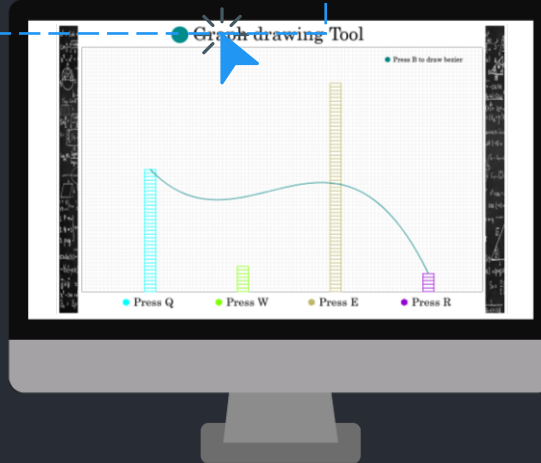 Graph drawing Tool
Press B to draw bezier
Press Q
Press W
Press E
Press R